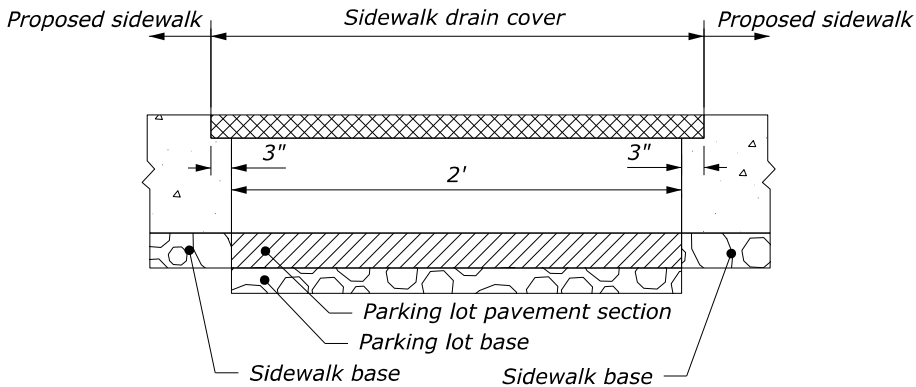 Proposed sidewalk
Sidewalk drain cover
Proposed sidewalk
3"
3"
2'
Parking lot pavement section
Parking lot base
Sidewalk base
Sidewalk base